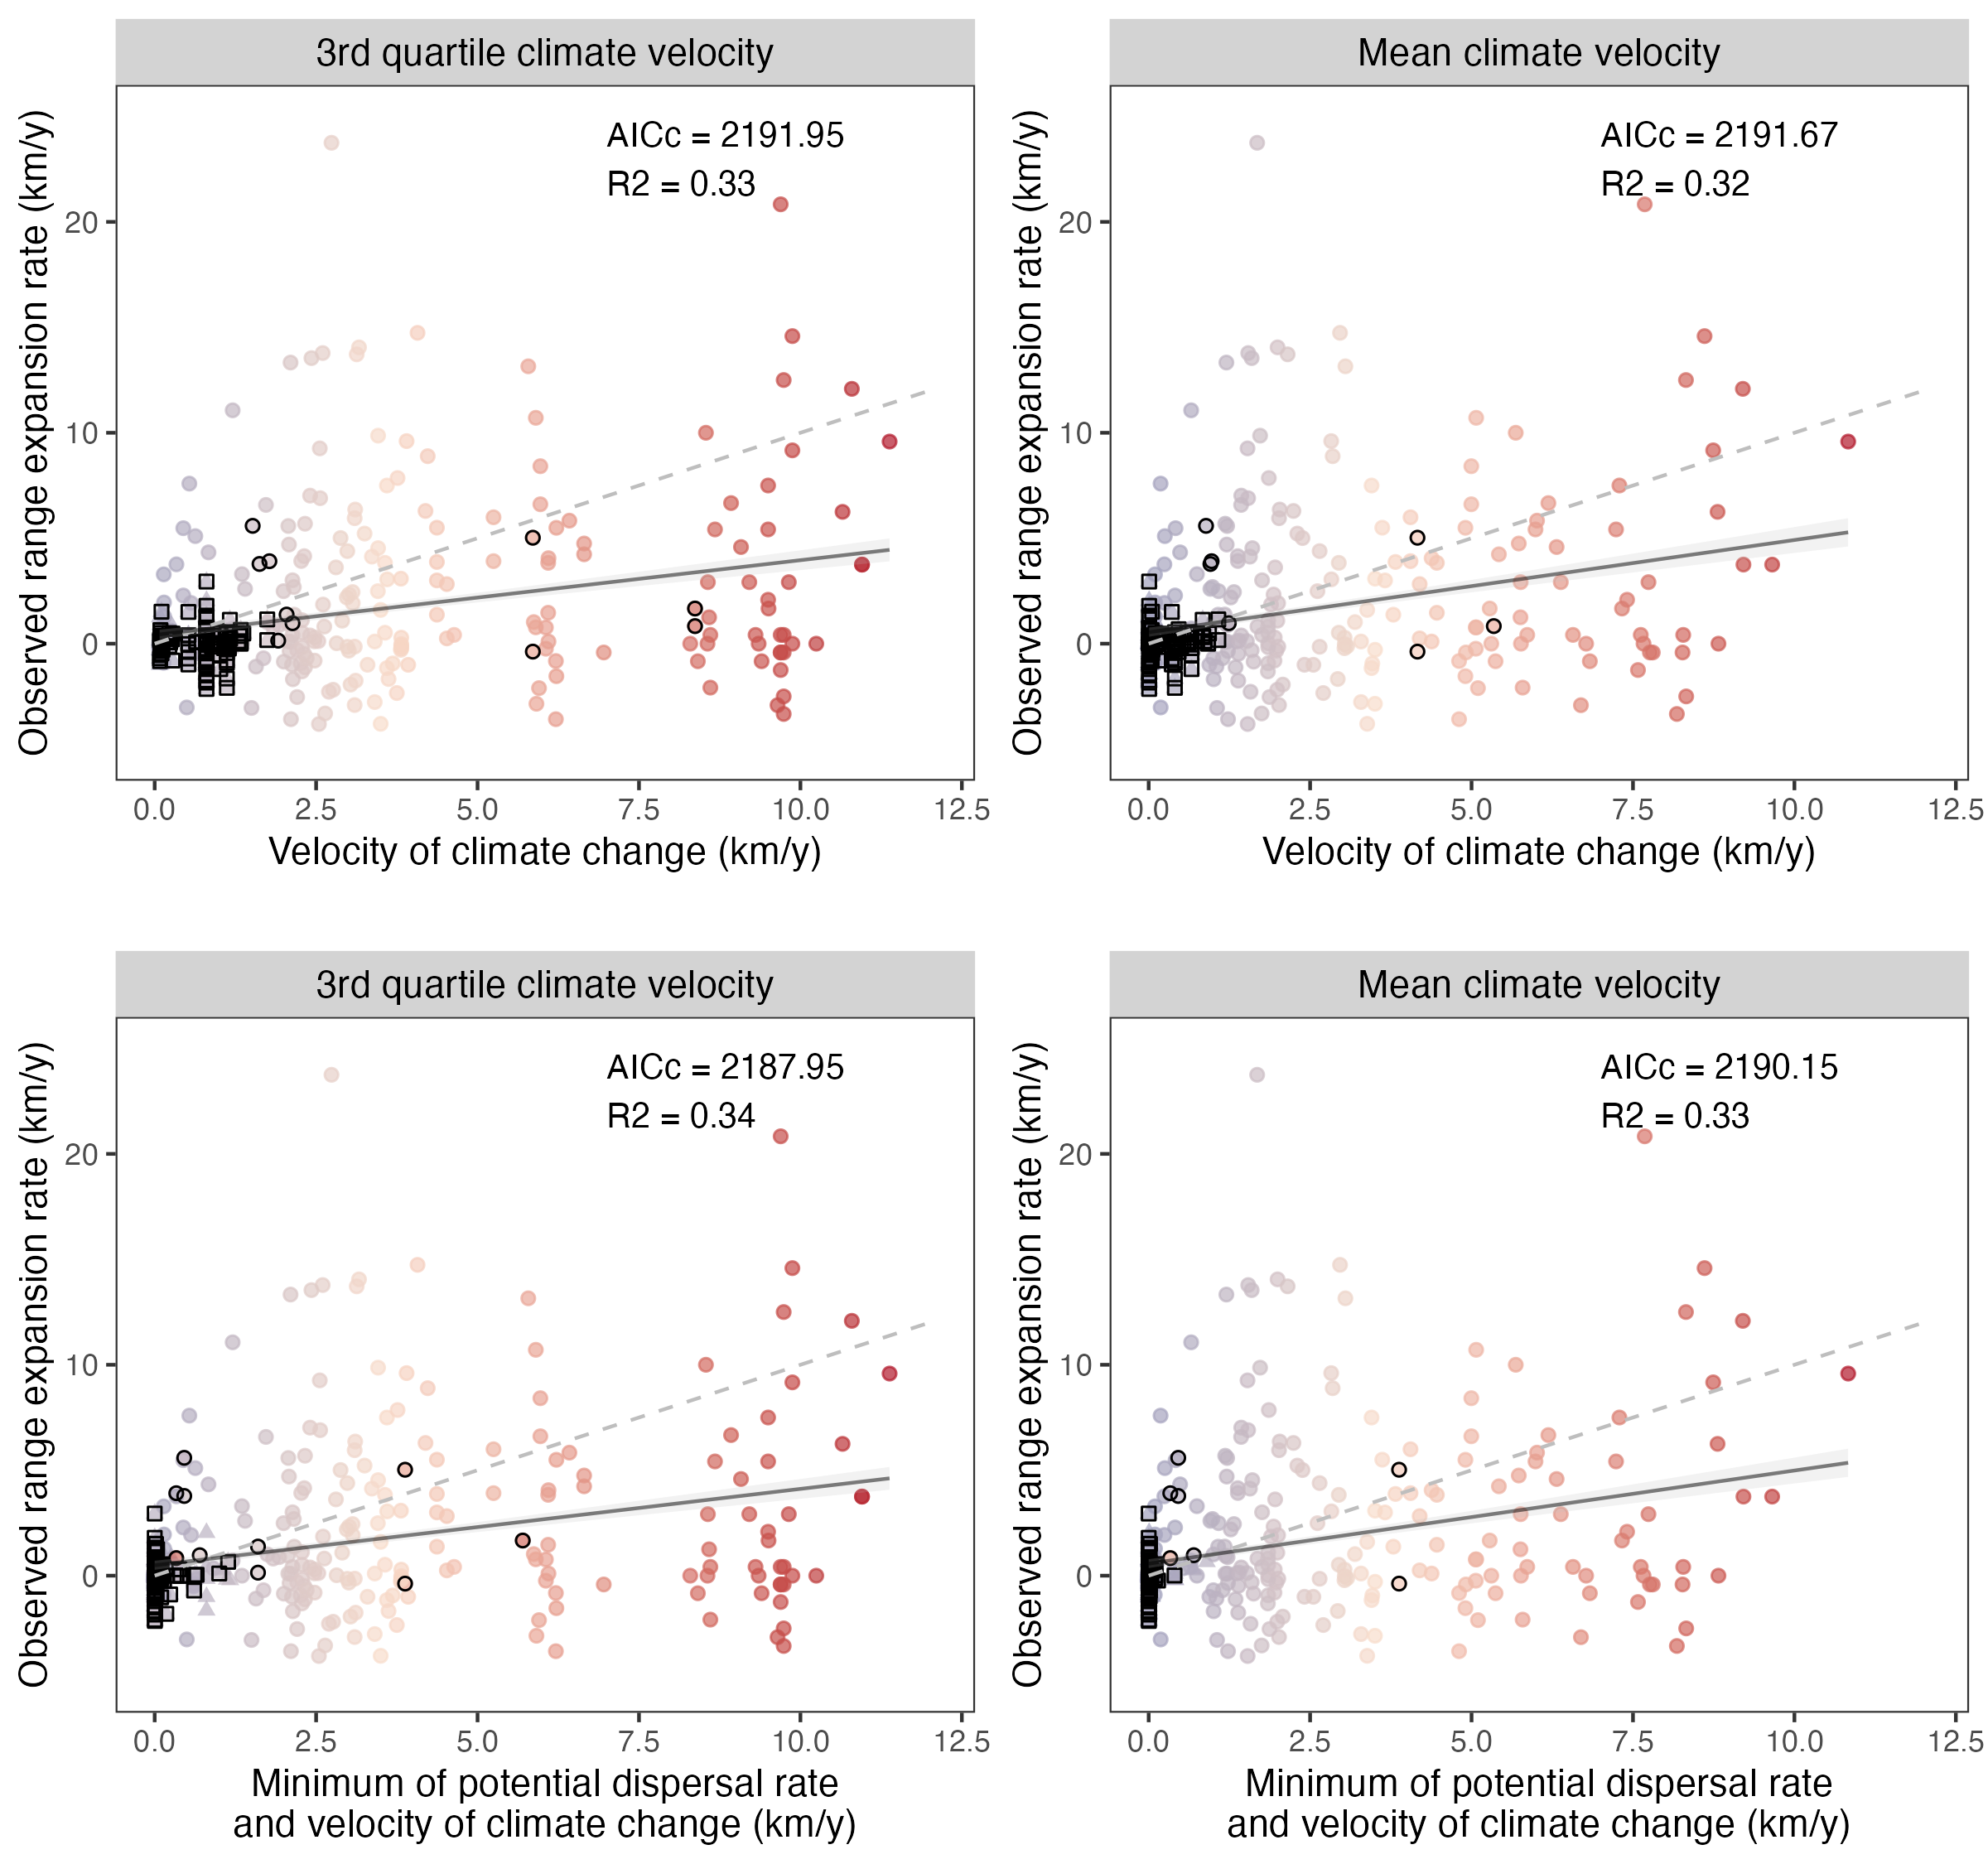 3rd quartile climate velocity
AICc = 2191.95
R2 = 0.33
Observed range expansion rate (km/y)
20
10
0
0.0 2.5 5.0 7.5 10.0 12.5
Velocity of climate change (km/y)
Mean climate velocity
AICc = 2191.67
R2 = 0.32
Observed range expansion rate (km/y)
20
10
0
0.0 2.5 5.0 7.5 10.0 12.5
Velocity of climate change (km/y)
3rd quartile climate velocity
AICc = 2187.95
R2 = 0.34
Observed range expansion rate (km/y)
20
10
0
0.0 2.5 5.0 7.5 10.0 12.5
Minimum of potential dispersal rate
and velocity of climate change (km/y)
Mean climate velocity
AICc = 2190.15
R2 = 0.33
Observed range expansion rate (km/y)
20
10
0
0.0 2.5 5.0 7.5 10.0 12.5
Minimum of potential dispersal rate
and velocity of climate change (km/y)